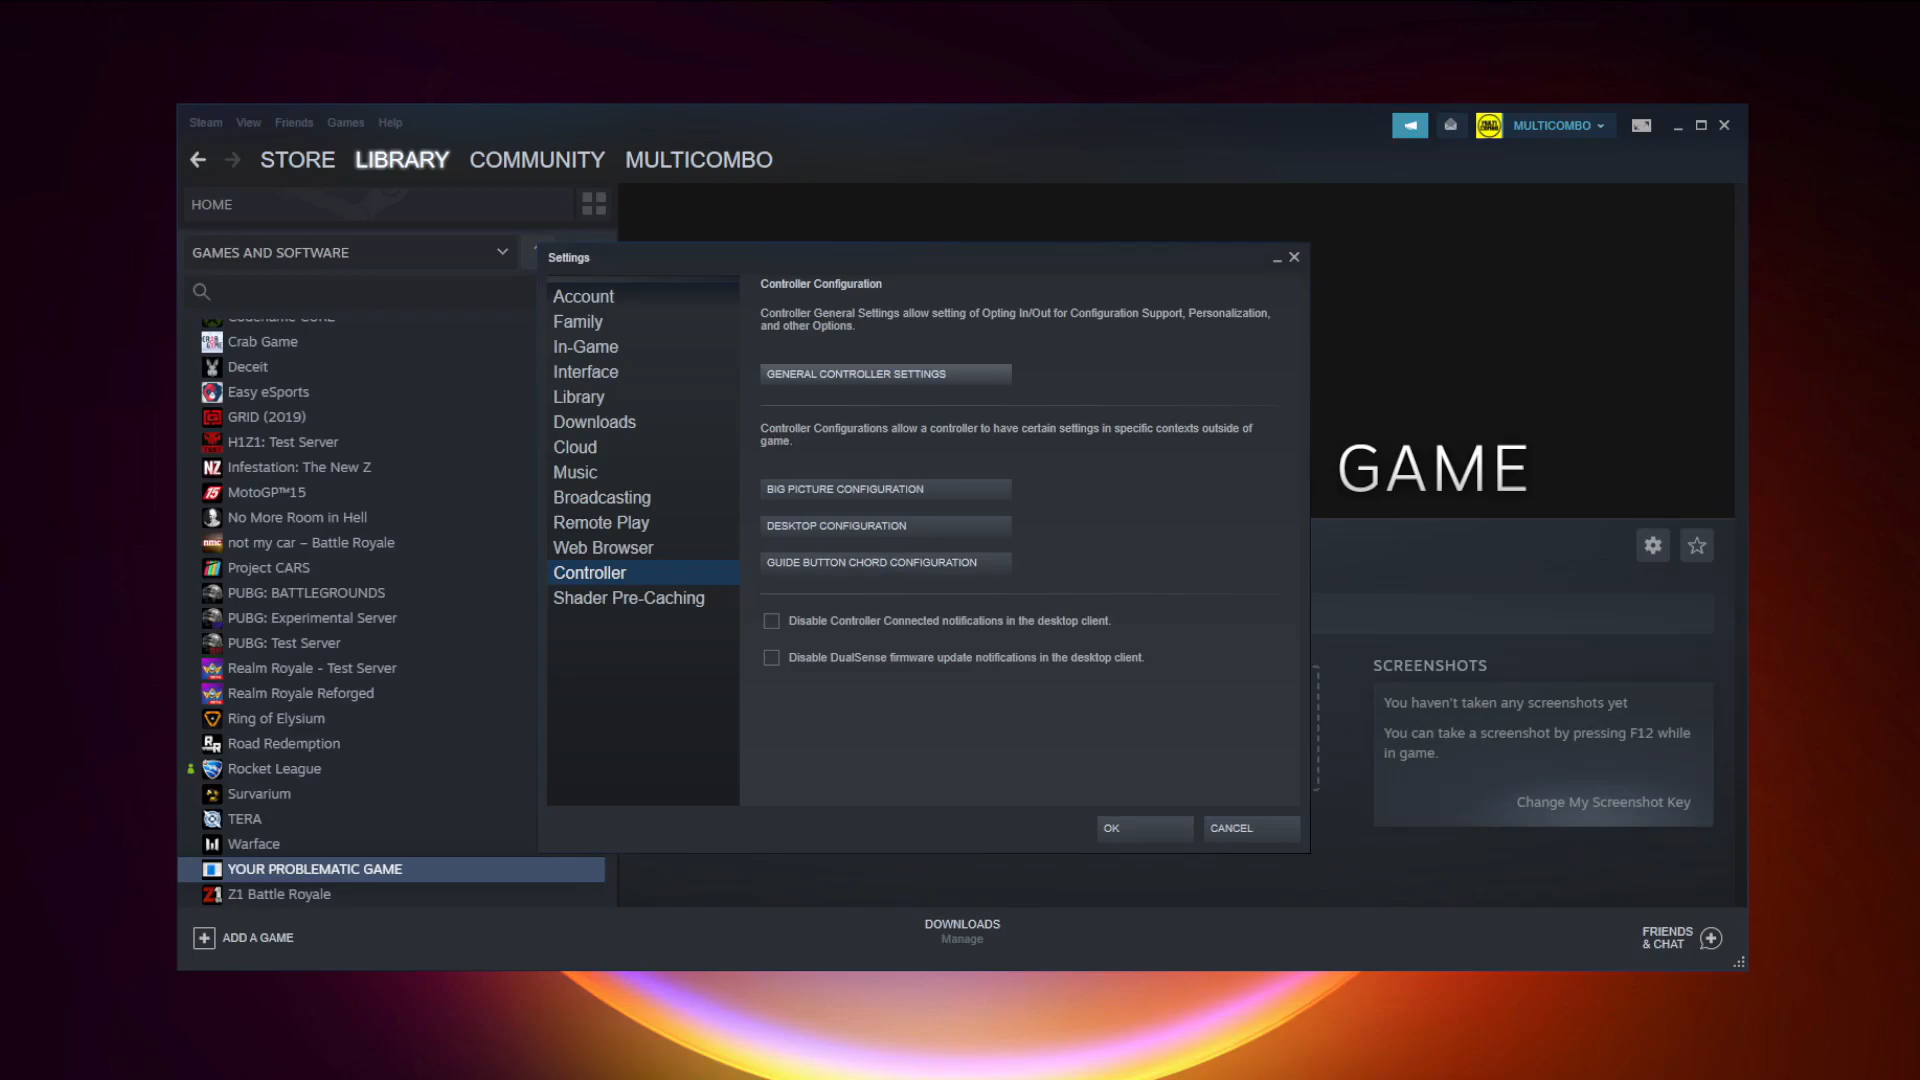 Steam View Friends Games Help
MULTICOMBO
STORE LIBRARY COMMUNITY MULTICOMBO
HOME
GAMES AND SOFTWARE
Crab Game
Deceit
Easy eSports
GRID (2019)
H1Z1: Test Server
Infestation: The New Z
MotoGP™15
No More Room in Hell
not my car – Battle Royale
Project CARS
PUBG: BATTLEGROUNDS
PUBG: Experimental Server
PUBG: Test Server
Realm Royale - Test Server
Realm Royale Reforged
Ring of Elysium
Road Redemption
Rocket League
Survarium
TERA
Warface
YOUR PROBLEMATIC GAME
Z1 Battle Royale
ADD A GAME
Settings
Account
Family
In-Game
Interface
Library
Downloads
Cloud
Music
Broadcasting
Remote Play
Web Browser
Controller
Shader Pre-Caching
Controller Configuration
Controller General Settings allow setting of Opting In/Out for Configuration Support, Personalization,
and other Options.
GENERAL CONTROLLER SETTINGS
Controller Configurations allow a controller to have certain settings in specific contexts outside of
game.
BIG PICTURE CONFIGURATION
DESKTOP CONFIGURATION
GUIDE BUTTON CHORD CONFIGURATION
Disable Controller Connected notifications in the desktop client.
Disable DualSense firmware update notifications in the desktop client.
OK CANCEL
GAME
SCREENSHOTS
You haven't taken any screenshots yet
You can take a screenshot by pressing F12 while
in game.
Change My Screenshot Key
DOWNLOADS
Manage
FRIENDS
& CHAT